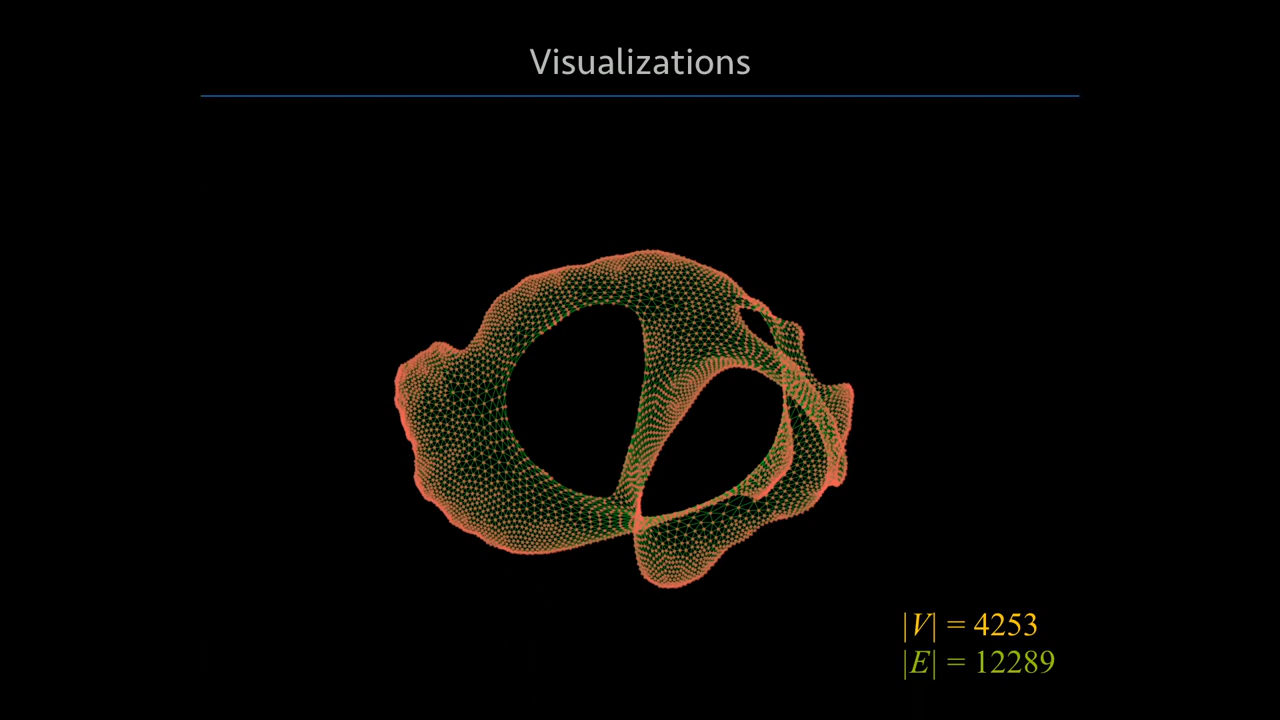 Visualizations
|V| = 4253
|E| = 12289